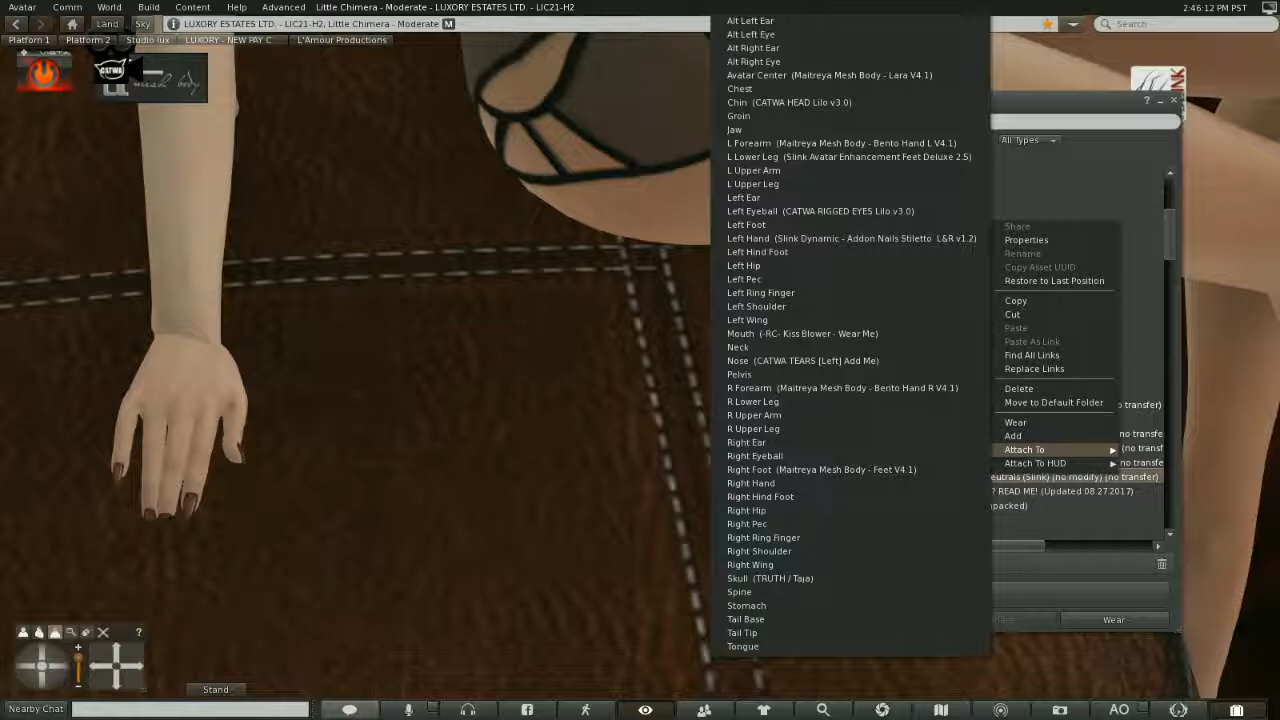 Avatar Comm World Build Content Help Advanced Little Chimera - Moderate - LUXORY ESTATES LTD. - LIC21-H2 2:46:12 PM PST
Land Sky LUXORY ESTATES LTD. - LIC21-H2, Little Chimera - Moderate M Search
Platforn 1 Platform 2 Studio lux LUXORY - NEW PAY C L'Amour Productions
CATWA
mesh body
Alt Left Ear
Alt Left Eye
Alt Right Ear
Alt Right Eye
Avatar Center (Maitreya Mesh Body - Lara V4.1)
Chest
Chin (CATWA HEAD Lilo v3.0)
Groin
Jaw
L Forearm (Maitreya Mesh Body - Bento Hand L V4.1)
L Lower Leg (Slink Avatar Enhancement Feet Deluxe 2.5)
L Upper Arm
L Upper Leg
Left Ear
Left Eyeball (CATWA RIGGED EYES Lilo v3.0)
Left Foot
Left Hand (Slink Dynamic - Addon Nails Stiletto L&R v1.2)
Left Hind Foot
Left Hip
Left Pec
Left Ring Finger
Left Shoulder
Left Wing
Mouth (-RC- Kiss Blower - Wear Me)
Neck
Nose (CATWA TEARS [Left] Add Me)
Pelvis
R Forearm (Maitreya Mesh Body - Bento Hand R V4.1)
R Lower Leg
R Upper Arm
R Upper Leg
Right Ear
Right Eyeball
Right Foot (Maitreya Mesh Body - Feet V4.1)
Right Hand
Right Hind Foot
Right Hip
Right Pec
Right Ring Finger
Right Shoulder
Right Wing
Skull (TRUTH / Taja)
Spine
Stomach
Tail Base
Tail Tip
Tongue
? _ ×
All Types
Share
Properties
Rename
Copy Asset UUID
Restore to Last Position
Copy
Cut
Paste
Paste As Link
Find All Links
Replace Links
Delete
Move to Default Folder
Wear
Add
Attach To
Attach To HUD
o transfer)
no transfe
(no transfe
no transfe
eutrals (Slink) (no modify) (no transfer)
? READ ME! (Updated 08.27.2017)
npacked)
Wear
?
Stand
Nearby Chat AO